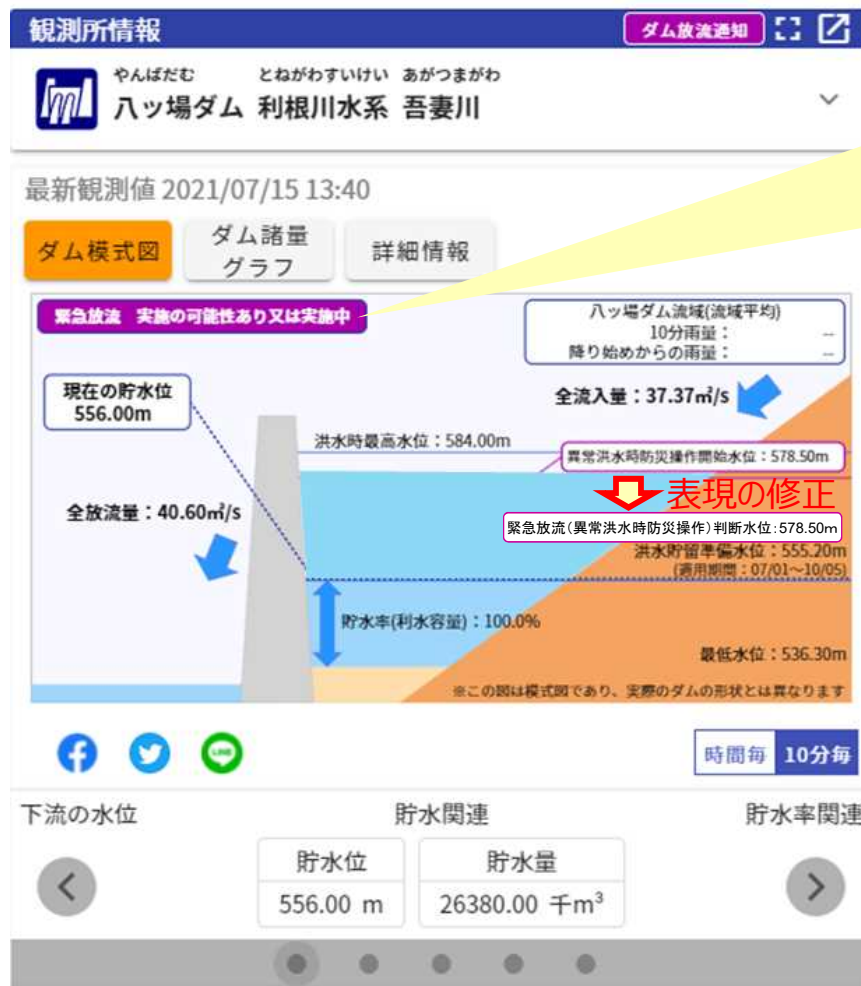 観測所情報
ダム放流通知
やんばだむ とねがわすいけい あがつまがわ
八ッ場ダム 利根川水系 吾妻川
最新観測値 2021/07/15 13:40
ダム模式図
ダム諸量
グラフ
詳細情報
緊急放流 実施の可能性あり又は実施中
八ッ場ダム流域(流域平均)
10分雨量： --
降り始めからの雨量： --
現在の貯水位
556.00m
全流入量：37.37㎥/s
洪水時最高水位：584.00m
異常洪水時防災操作開始水位：578.50m
表現の修正
全放流量：40.60㎥/s
緊急放流（異常洪水時防災操作）判断水位：578.50m
洪水貯留準備水位：555.20m
(適用期間：07/01～10/05)
貯水率(利水容量)：100.0%
最低水位：536.30m
※この図は模式図であり、実際のダムの形状とは異なります
LINE
時間毎 10分毎
下流の水位 貯水関連 貯水率関連
貯水位 貯水量
556.00 m 26380.00 千m³